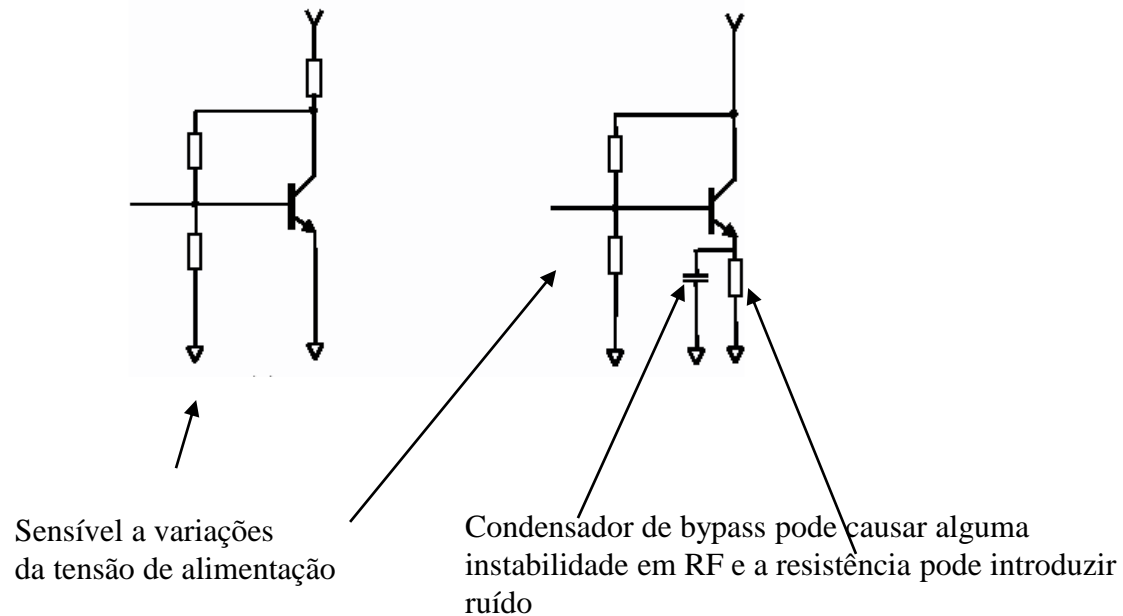 Sensível a variações
da tensão de alimentação
Condensador de bypass pode causar alguma
instabilidade em RF e a resistência pode introduzir
ruído